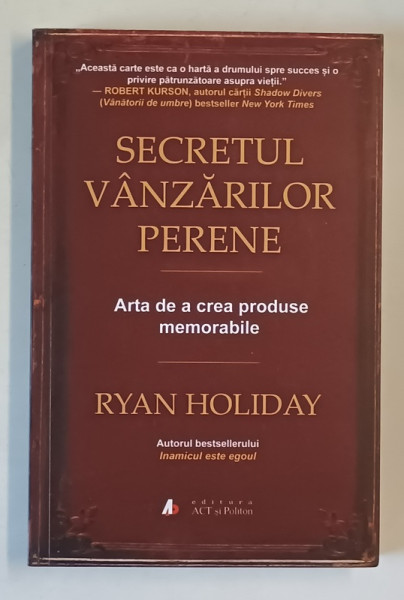 „Această carte este ca o hartă a drumului spre succes și o
privire pătrunzătoare asupra vieții.”
— ROBERT KURSON, autorul cărții Shadow Divers
(Vânătorii de umbre) bestseller New York Times
SECRETUL
VÂNZĂRILOR
PERENE
Arta de a crea produse
memorabile
RYAN HOLIDAY
Autorul bestsellerului
Inamicul este egoul
editura
ACT și Politon